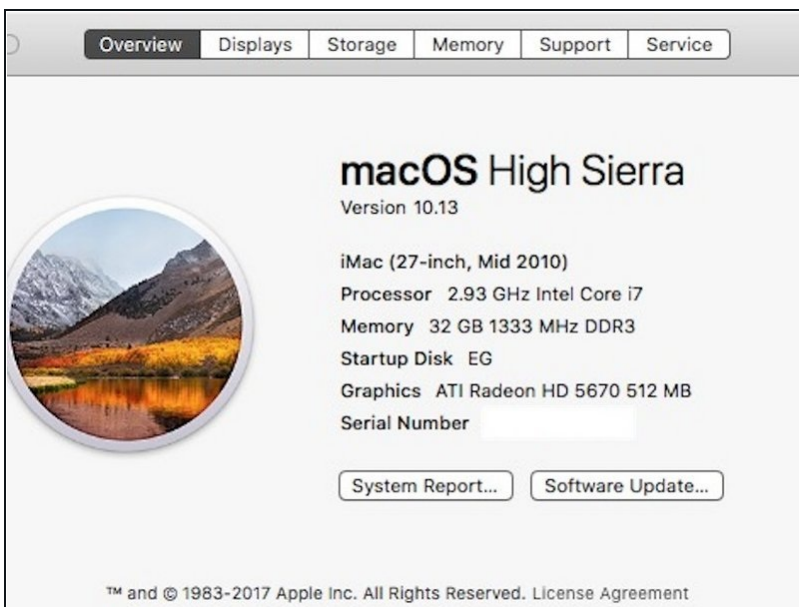 Overview Displays Storage Memory Support Service
macOS High Sierra
Version 10.13
iMac (27-inch, Mid 2010)
Processor 2.93 GHz Intel Core i7
Memory 32 GB 1333 MHz DDR3
Startup Disk EG
Graphics ATI Radeon HD 5670 512 MB
Serial Number
System Report... Software Update...
™ and © 1983-2017 Apple Inc. All Rights Reserved. License Agreement